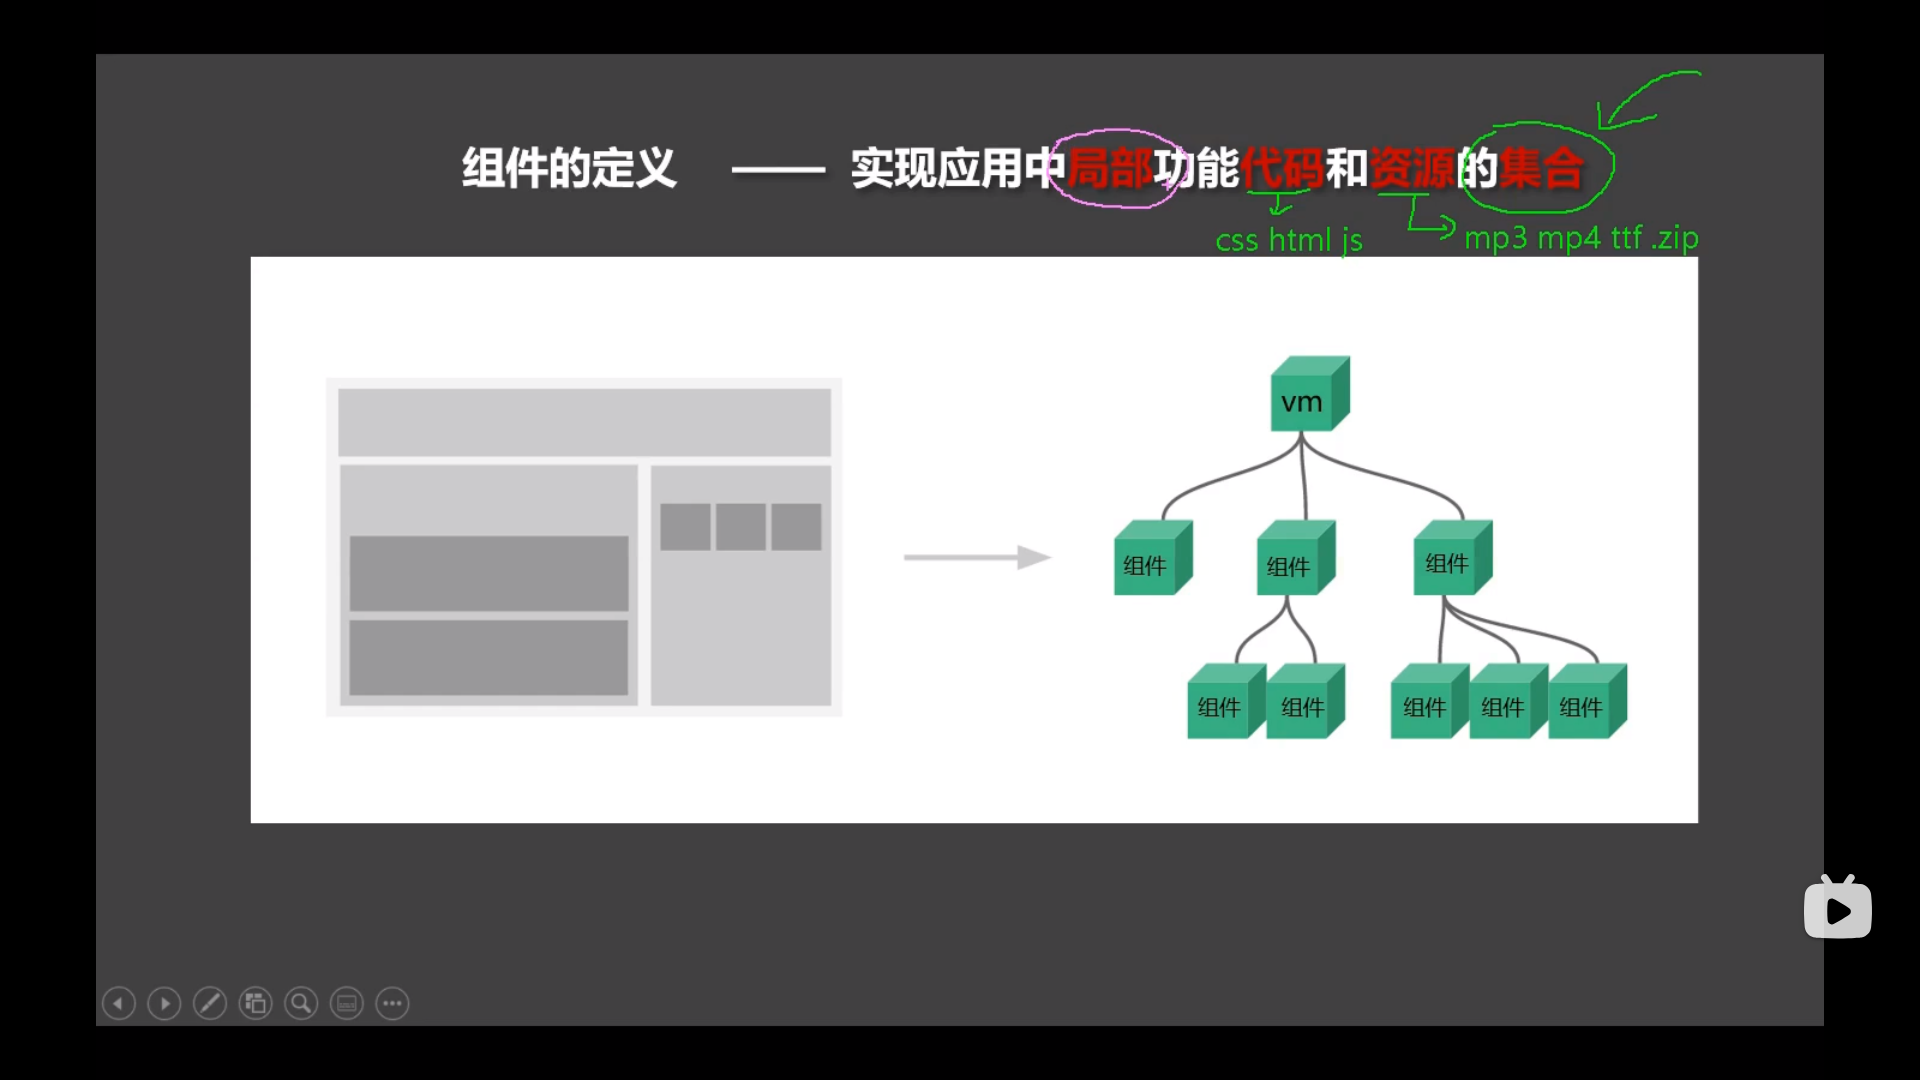 组件的定义 —— 实现应用中局部功能代码和资源的集合
css html js
mp3 mp4 ttf .zip
vm
组件 组件 组件
组件 组件 组件 组件 组件